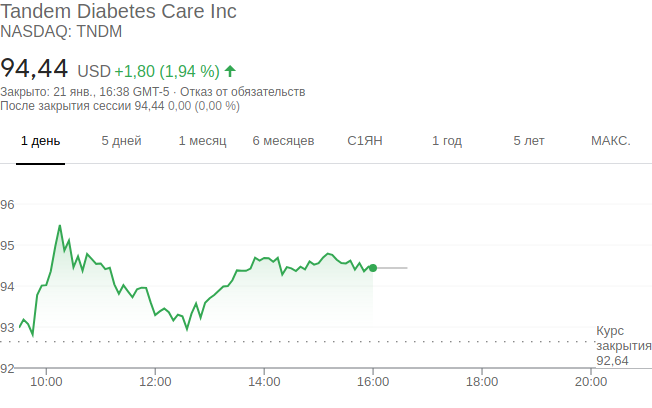 Tandem Diabetes Care Inc
NASDAQ: TNDM
94,44 USD +1,80 (1,94 %)
Закрыто: 21 янв., 16:38 GMT-5 · Отказ от обязательств
После закрытия сессии 94,44 0,00 (0,00 %)
1 день 5 дней 1 месяц 6 месяцев С1ЯН 1 год 5 лет МАКС.
96
95
94
93
Курс
закрытия
92,64
92
10:00 12:00 14:00 16:00 18:00 20:00